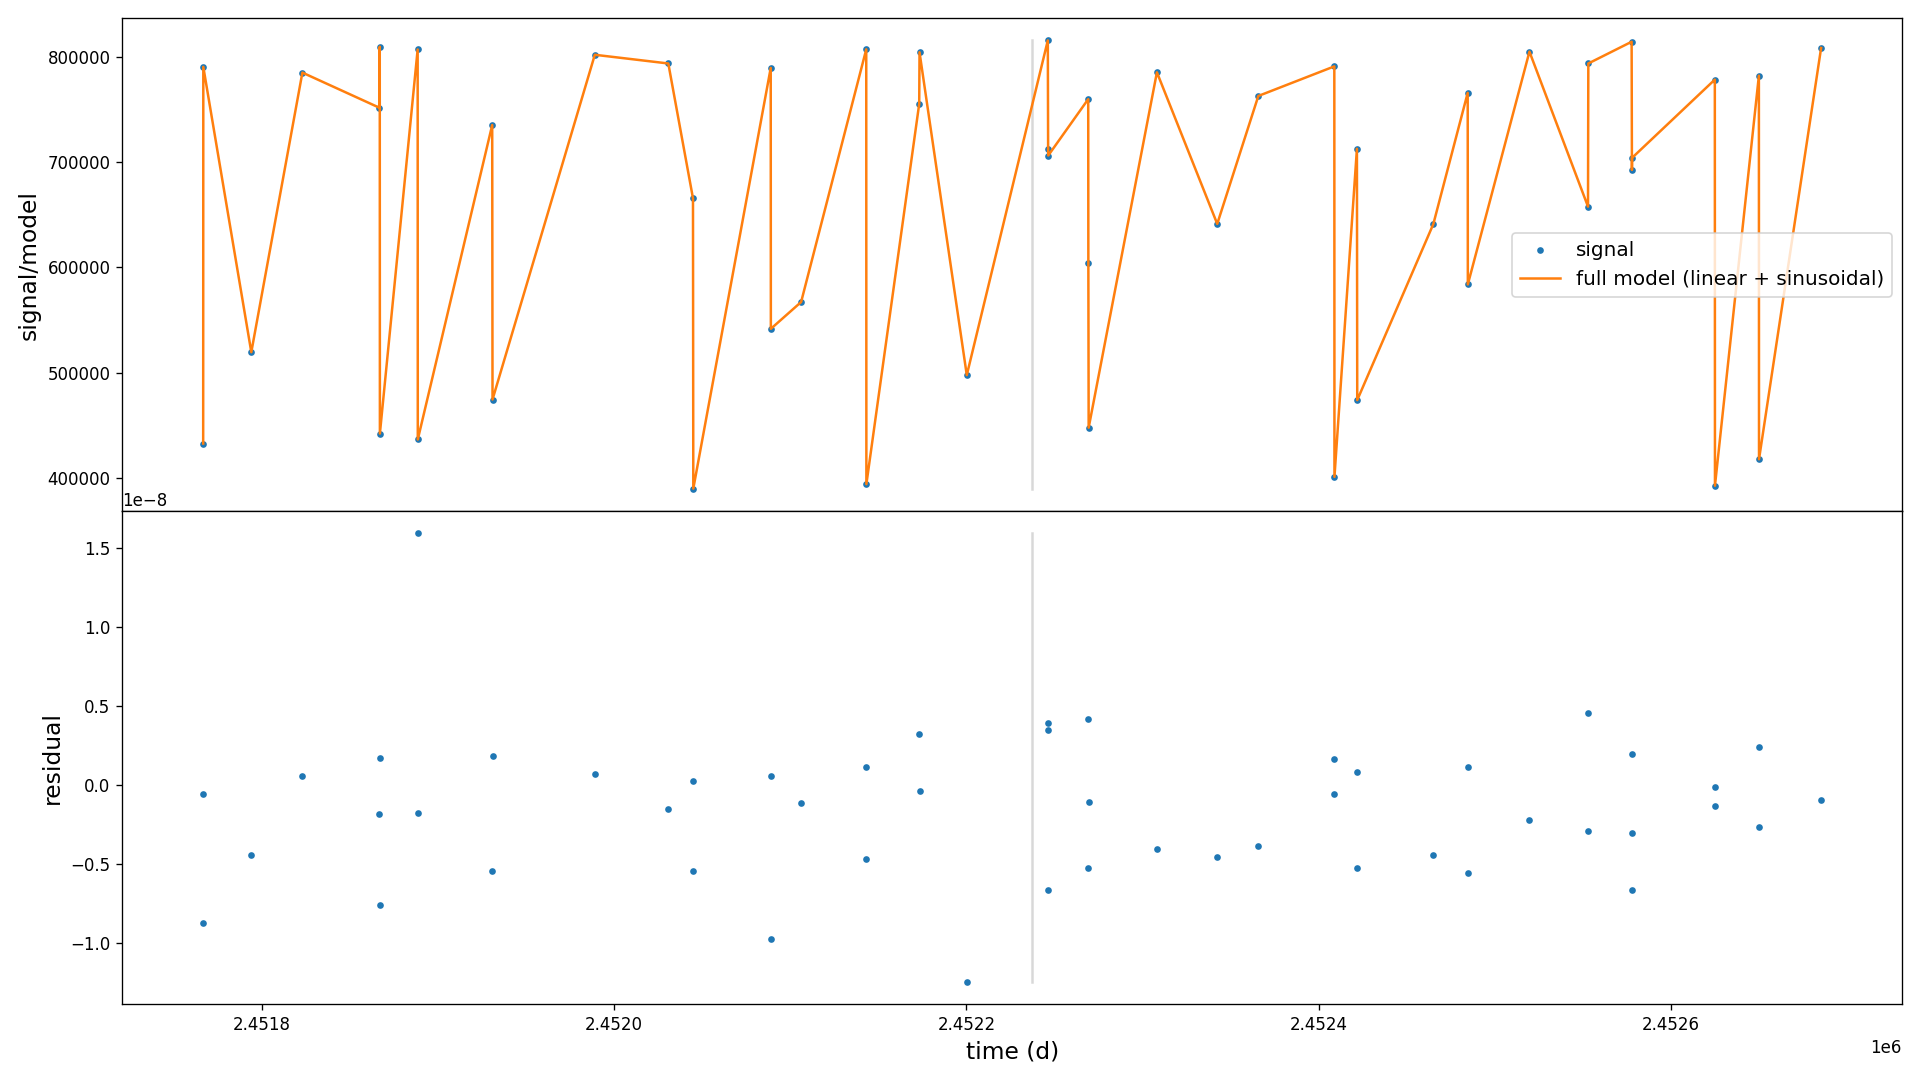 800000
700000
600000
500000
400000
signal/model
signal
full model (linear + sinusoidal)
1e−8
1.5
1.0
0.5
0.0
−0.5
−1.0
residual
2.4518
2.4520
2.4522
2.4524
2.4526
time (d)
1e6